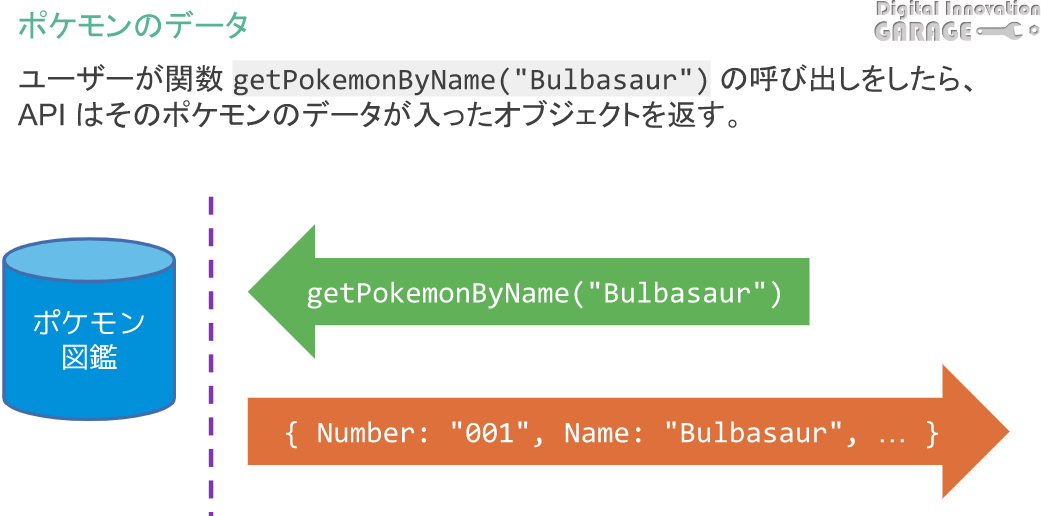 ポケモンのデータ
Digital Innovation
GARAGE
ユーザーが関数 getPokemonByName("Bulbasaur") の呼び出しをしたら、
API はそのポケモンのデータが入ったオブジェクトを返す。
getPokemonByName("Bulbasaur")
ポケモン
図鑑
{ Number: "001", Name: "Bulbasaur", … }